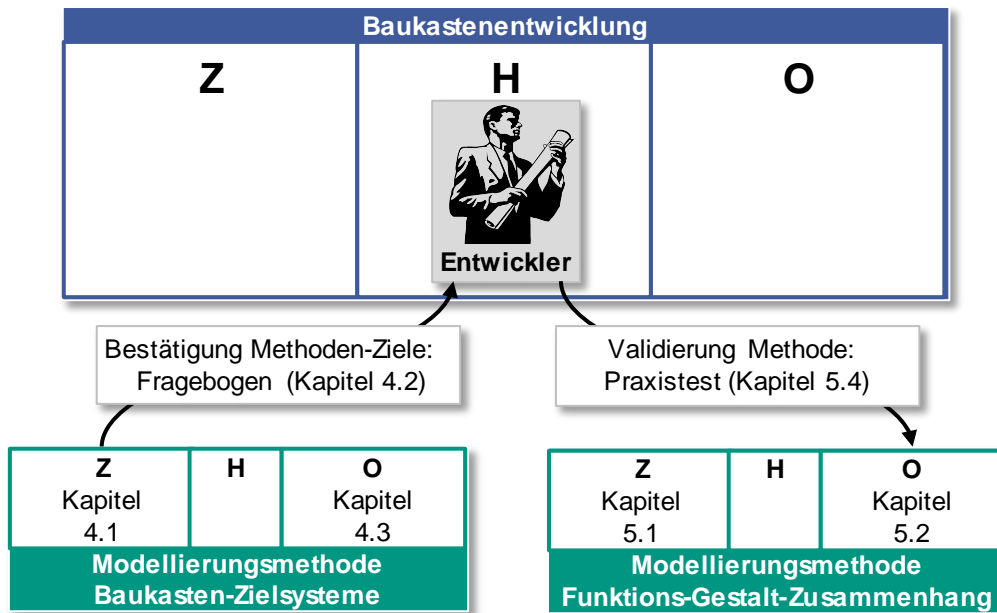 Baukastenentwicklung
Z
H
O
Entwickler
Bestätigung Methoden-Ziele:
Fragebogen (Kapitel 4.2)
Validierung Methode:
Praxistest (Kapitel 5.4)
Z
H
O
Kapitel
4.1
Kapitel
4.3
Modellierungsmethode
Baukasten-Zielsysteme
Z
H
O
Kapitel
5.1
Kapitel
5.2
Modellierungsmethode
Funktions-Gestalt-Zusammenhang